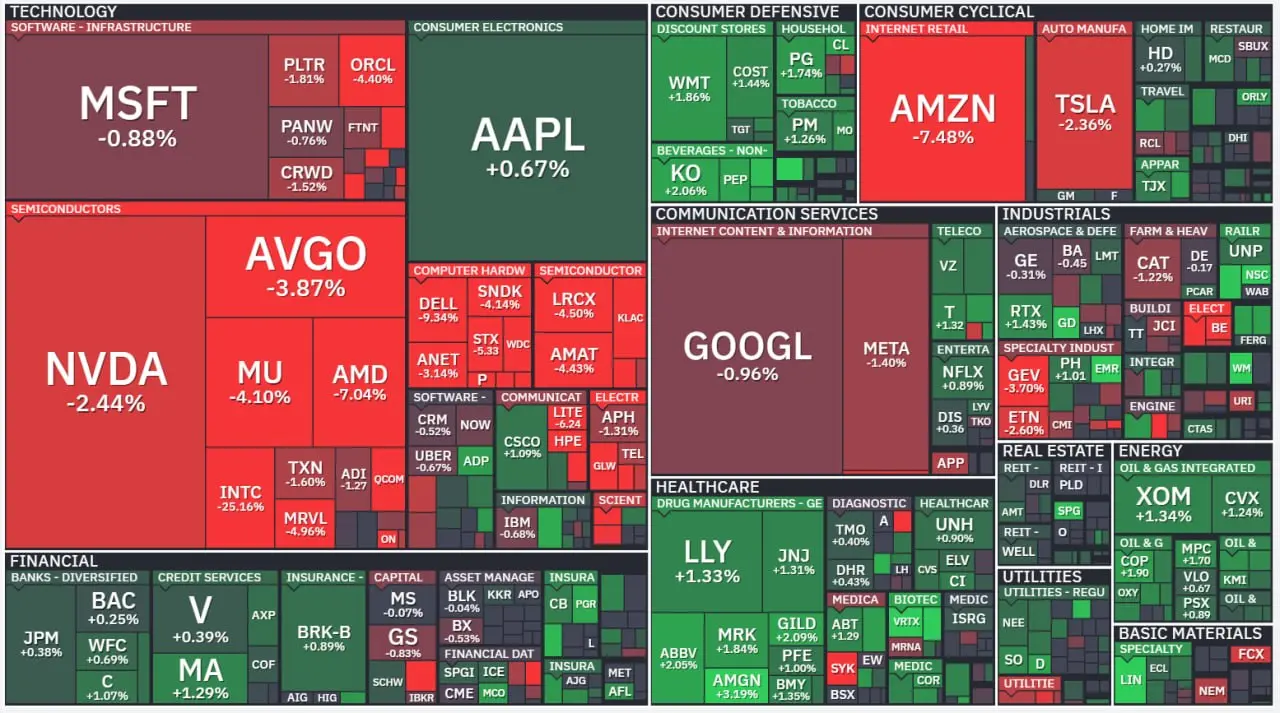 TECHNOLOGY
SOFTWARE - INFRASTRUCTURE
MSFT
-0.88%
PLTR
-1.81%
ORCL
-4.40%
PANW
-0.76%
FTNT
CRWD
-1.52%
CONSUMER ELECTRONICS
AAPL
+0.67%
SEMICONDUCTORS
NVDA
-2.44%
AVGO
-3.87%
MU
-4.10%
AMD
-7.04%
INTC
-25.16%
TXN
-1.60%
MRVL
-4.96%
ADI
-1.27
QCOM
ON
COMPUTER HARDW
DELL
-9.34%
SNDK
-4.14%
STX
-5.33
WDC
ANET
-3.14%
P
SEMICONDUCTOR
LRCX
-4.50%
KLAC
AMAT
-4.43%
SOFTWARE -
CRM
-0.52%
NOW
UBER
-0.67%
ADP
COMMUNICAT
CSCO
+1.09%
LITE
-6.24
HPE
ELECTR
APH
-1.31%
TEL
GLW
INFORMATION
IBM
-0.68%
SCIENT
FINANCIAL
BANKS - DIVERSIFIED
JPM
+0.38%
BAC
+0.25%
WFC
+0.69%
C
+1.07%
CREDIT SERVICES
V
+0.39%
AXP
MA
+1.29%
COF
INSURANCE -
BRK-B
+0.89%
AIG
HIG
CAPITAL
MS
-0.07%
GS
-0.83%
SCHW
IBKR
ASSET MANAGE
BLK
-0.04%
KKR
APO
BX
-0.53%
FINANCIAL DAT
SPGI
ICE
CME
MCO
INSURA
CB
PGR
L
INSURA
AJG
MET
AFL
CONSUMER DEFENSIVE
DISCOUNT STORES
WMT
+1.86%
COST
+1.44%
TGT
HOUSEHOL
PG
+1.74%
CL
TOBACCO
PM
+1.26%
MO
BEVERAGES - NON-
KO
+2.06%
PEP
CONSUMER CYCLICAL
INTERNET RETAIL
AMZN
-7.48%
AUTO MANUFA
TSLA
-2.36%
GM
F
HOME IM
HD
+0.27%
RESTAUR
MCD
SBUX
TRAVEL
RCL
ORLY
DHI
APPAR
TJX
COMMUNICATION SERVICES
INTERNET CONTENT & INFORMATION
GOOGL
-0.96%
META
-1.40%
TELECO
VZ
T
+1.32
ENTERTA
NFLX
+0.89%
DIS
+0.36
LYV
TKO
APP
INDUSTRIALS
AEROSPACE & DEFE
GE
-0.31%
BA
-0.45
LMT
RTX
+1.43%
GD
LHX
FARM & HEAV
CAT
-1.22%
DE
-0.17
PCAR
RAILR
UNP
NSC
WAB
BUILDI
TT
JCI
ELECT
BE
FERG
SPECIALTY INDUST
GEV
-3.70%
PH
+1.01
EMR
ETN
-2.60%
CMI
INTEGR
WM
ENGINE
URI
CTAS
HEALTHCARE
DRUG MANUFACTURERS - GE
LLY
+1.33%
JNJ
+1.31%
ABBV
+2.05%
MRK
+1.84%
AMGN
+3.19%
GILD
+2.09%
PFE
+1.00%
BMY
+1.35%
DIAGNOSTIC
TMO
+0.40%
A
DHR
+0.43%
LH
HEALTHCAR
UNH
+0.90%
CVS
ELV
CI
MEDICA
ABT
+1.29
SYK
EW
BSX
BIOTEC
VRTX
MRNA
MEDIC
ISRG
MEDIC
COR
REAL ESTATE
REIT -
DLR
AMT
REIT - I
PLD
SPG
REIT -
WELL
O
UTILITIES
UTILITIES - REGU
NEE
SO
D
UTILITIE
ENERGY
OIL & GAS INTEGRATED
XOM
+1.34%
CVX
+1.24%
OIL & G
COP
+1.90
OXY
MPC
+1.70
VLO
+0.67
PSX
+0.89
OIL &
KMI
OIL &
BASIC MATERIALS
SPECIALTY
LIN
ECL
FCX
NEM